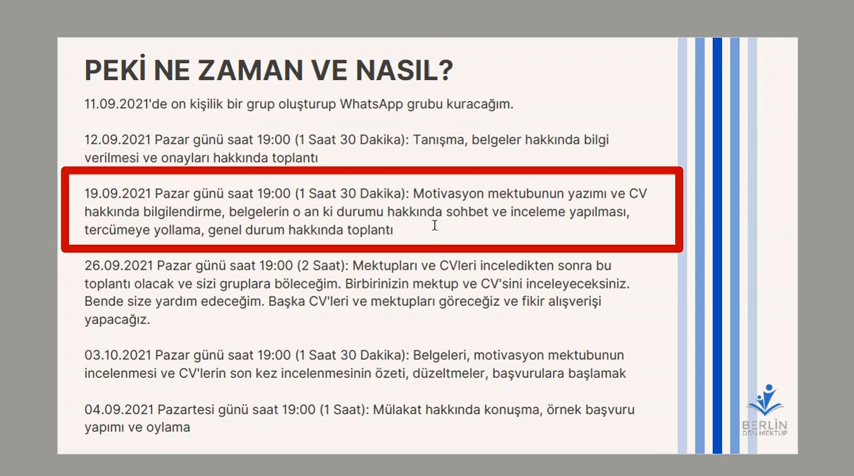 PEKİ NE ZAMAN VE NASIL?
11.09.2021'de on kişilik bir grup oluşturup WhatsApp grubu kuracağım.
12.09.2021 Pazar günü saat 19:00 (1 Saat 30 Dakika): Tanışma, belgeler hakkında bilgi
verilmesi ve onayları hakkında toplantı
19.09.2021 Pazar günü saat 19:00 (1 Saat 30 Dakika): Motivasyon mektubunun yazımı ve CV
hakkında bilgilendirme, belgelerin o an ki durumu hakkında sohbet ve inceleme yapılması,
tercümeye yollama, genel durum hakkında toplantı
26.09.2021 Pazar günü saat 19:00 (2 Saat): Mektupları ve CVleri inceledikten sonra bu
toplantı olacak ve sizi gruplara böleceğim. Birbirinizin mektup ve CV'sini inceleyeceksiniz.
Bende size yardım edeceğim. Başka CV'leri ve mektupları göreceğiz ve fikir alışverişi
yapacağız.
03.10.2021 Pazar günü saat 19:00 (1 Saat 30 Dakika): Belgeleri, motivasyon mektubunun
incelenmesi ve CV'lerin son kez incelenmesinin özeti, düzeltmeler, başvurulara başlamak
04.09.2021 Pazartesi günü saat 19:00 (1 Saat): Mülakat hakkında konuşma, örnek başvuru
yapımı ve oylama
BERLİN
DEN MEKTUP